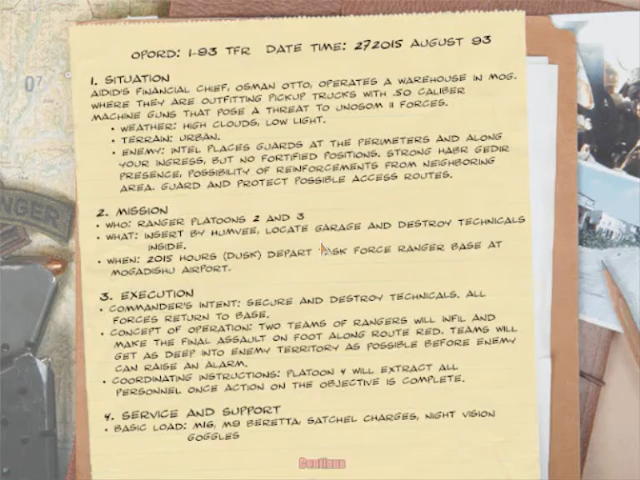 OPORD: 1-93 TFR DATE TIME: 272015 AUGUST 93
1. SITUATION
AIDID'S FINANCIAL CHIEF, OSMAN OTTO, OPERATES A WAREHOUSE IN MOG.
WHERE THEY ARE OUTFITTING PICKUP TRUCKS WITH .50 CALIBER
MACHINE GUNS THAT POSE A THREAT TO UNOSOM II FORCES.
• WEATHER: HIGH CLOUDS, LOW LIGHT.
• TERRAIN: URBAN.
• ENEMY: INTEL PLACES GUARDS AT THE PERIMETERS AND ALONG
YOUR INGRESS, BUT NO FORTIFIED POSITIONS. STRONG HABR GEDIR
PRESENCE, POSSIBILITY OF REINFORCEMENTS FROM NEIGHBORING
AREA. GUARD AND PROTECT POSSIBLE ACCESS ROUTES.
2. MISSION
• WHO: RANGER PLATOONS 2 AND 3
• WHAT: INSERT BY HUMVEE, LOCATE GARAGE AND DESTROY TECHNICALS
INSIDE.
• WHEN: 2015 HOURS (DUSK) DEPART TASK FORCE RANGER BASE AT
MOGADISHU AIRPORT.
3. EXECUTION
• COMMANDER'S INTENT: SECURE AND DESTROY TECHNICALS. ALL
FORCES RETURN TO BASE.
• CONCEPT OF OPERATION: TWO TEAMS OF RANGERS WILL INFIL AND
MAKE THE FINAL ASSAULT ON FOOT ALONG ROUTE RED. TEAMS WILL
GET AS DEEP INTO ENEMY TERRITORY AS POSSIBLE BEFORE ENEMY
CAN RAISE AN ALARM.
• COORDINATING INSTRUCTIONS: PLATOON 4 WILL EXTRACT ALL
PERSONNEL ONCE ACTION ON THE OBJECTIVE IS COMPLETE.
4. SERVICE AND SUPPORT
• BASIC LOAD: M16, M9 BERETTA, SATCHEL CHARGES, NIGHT VISION
GOGGLES
Continue
07
ANGER